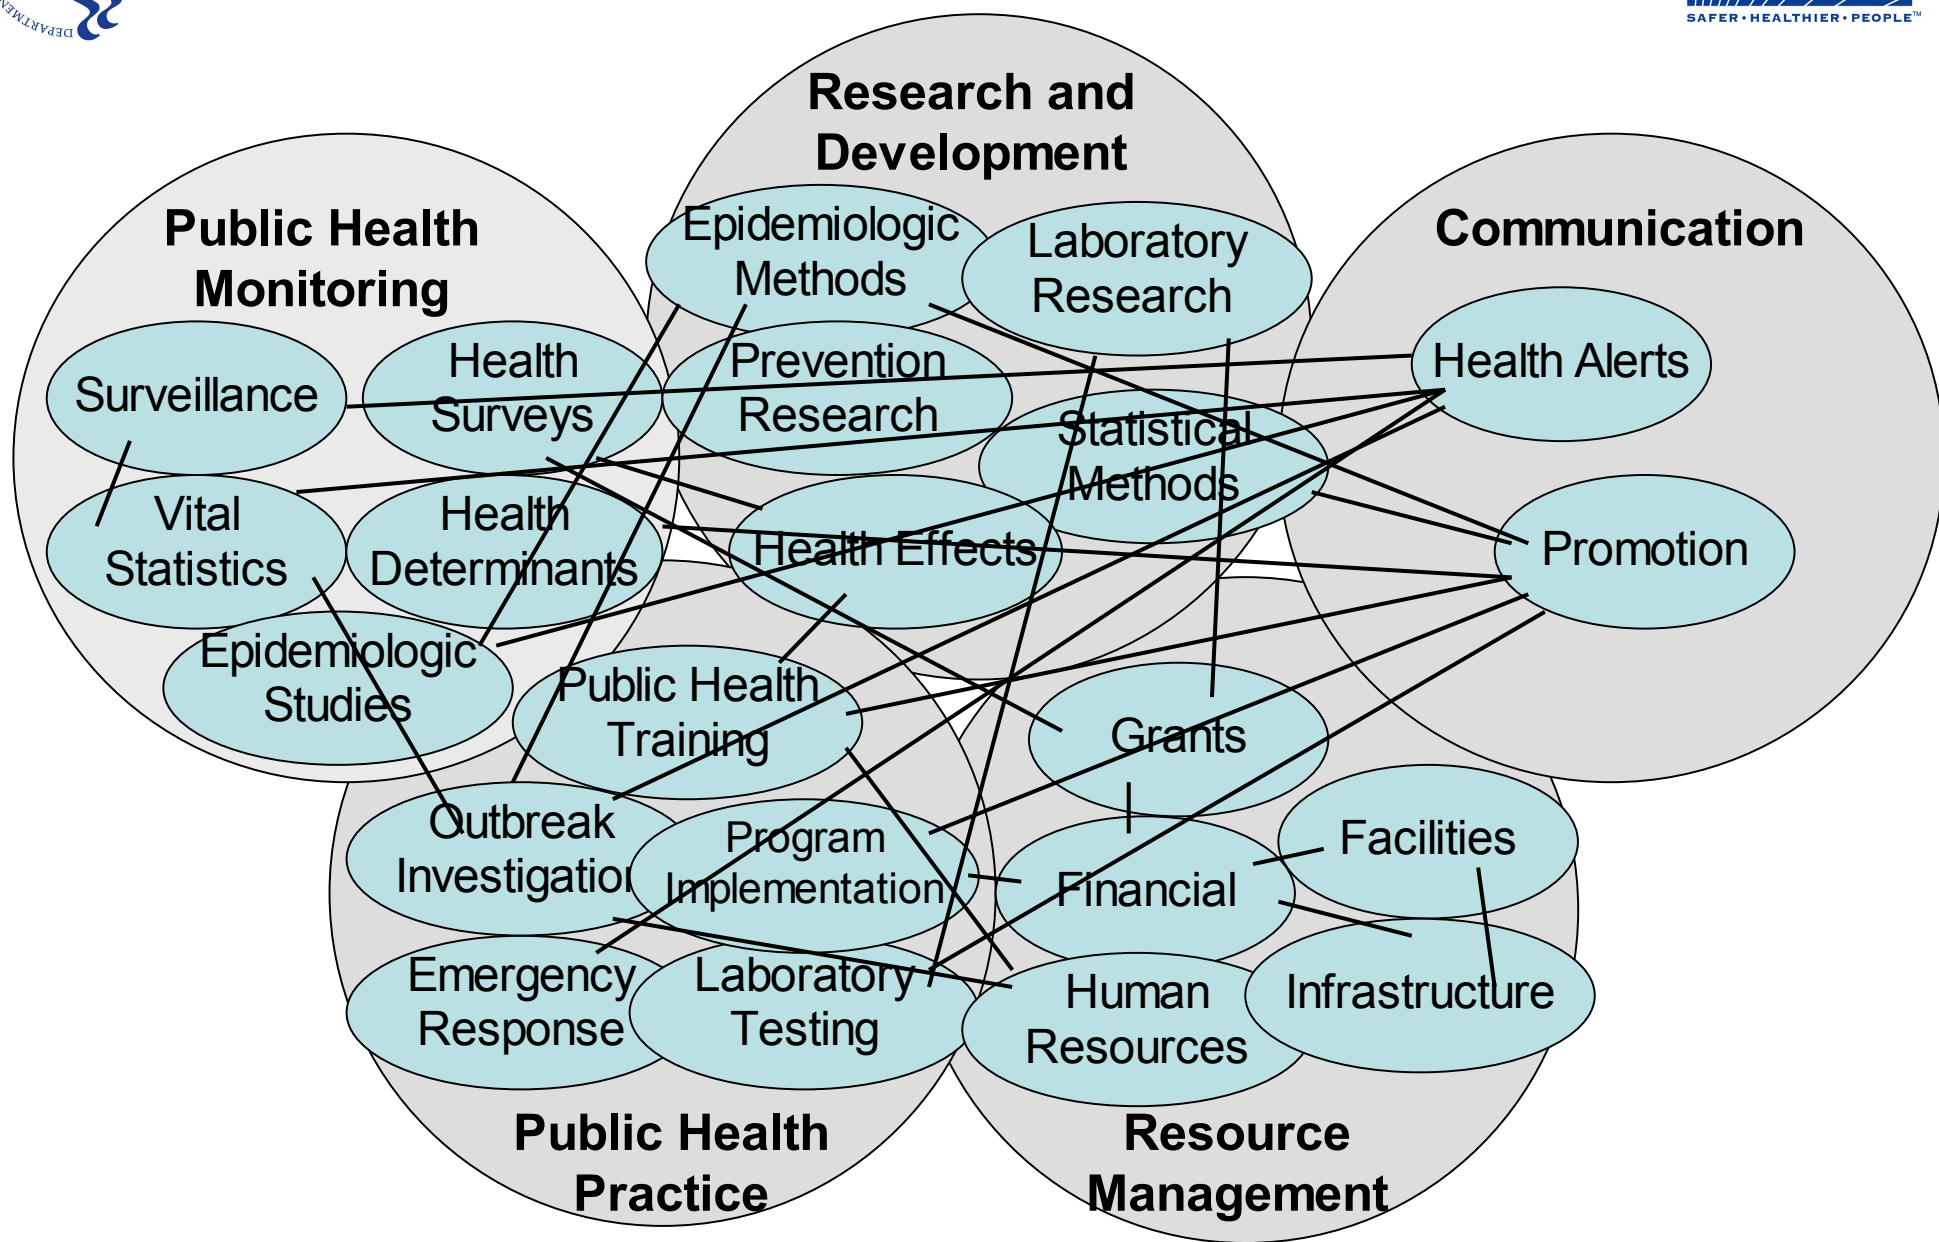 DEPARTMEN
SAFER • HEALTHIER • PEOPLE™
Research and
Development
Public Health
Monitoring
Communication
Epidemiologic
Methods
Laboratory
Research
Health
Surveys
Prevention
Research
Health Alerts
Surveillance
Statistical
Methods
Vital
Statistics
Health
Determinants
Health Effects
Promotion
Epidemiologic
Studies
Public Health
Training
Grants
Outbreak
Investigation
Program
Implementation
Financial
Facilities
Emergency
Response
Laboratory
Testing
Human
Resources
Infrastructure
Public Health
Practice
Resource
Management